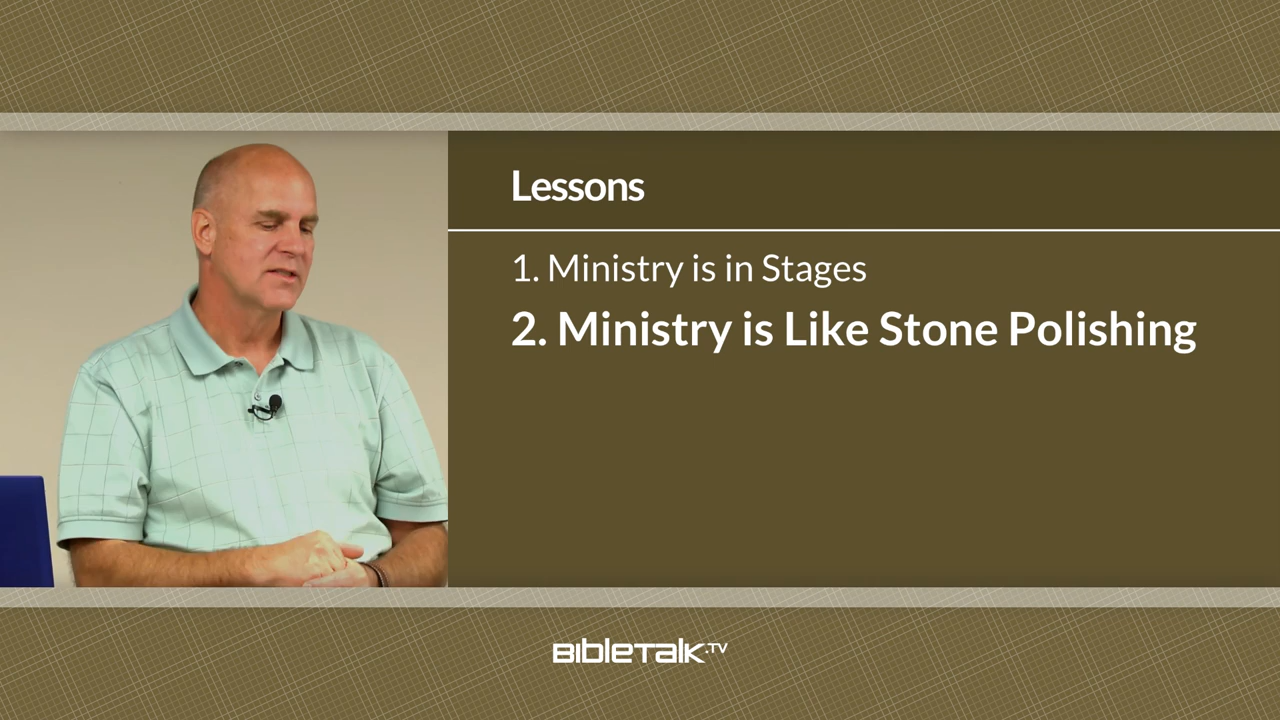 Lessons
1. Ministry is in Stages
2. Ministry is Like Stone Polishing
BibleTalk.TV